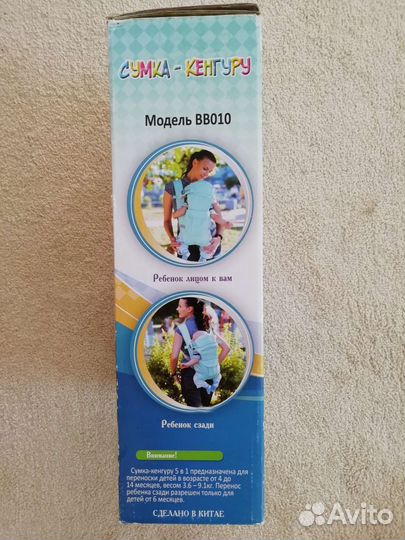 СУМКА - КЕНГУРУ
Модель BB010
Ребенок лицом к вам
Ребенок сзади
Внимание!
Сумка-кенгуру 5 в 1 предназначена для
переноски детей в возрасте от 4 до
14 месяцев, весом 3.6 – 9.1кг. Перенос
ребенка сзади разрешен только для
детей от 6 месяцев.
СДЕЛАНО В КИТАЕ
Avito